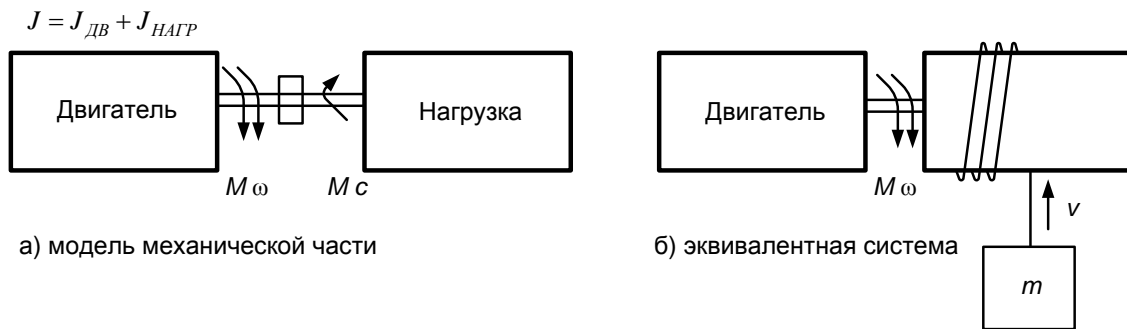 J = J_ДВ + J_НАГР
Двигатель
Нагрузка
M ω
M c
а) модель механической части
Двигатель
M ω
v
m
б) эквивалентная система